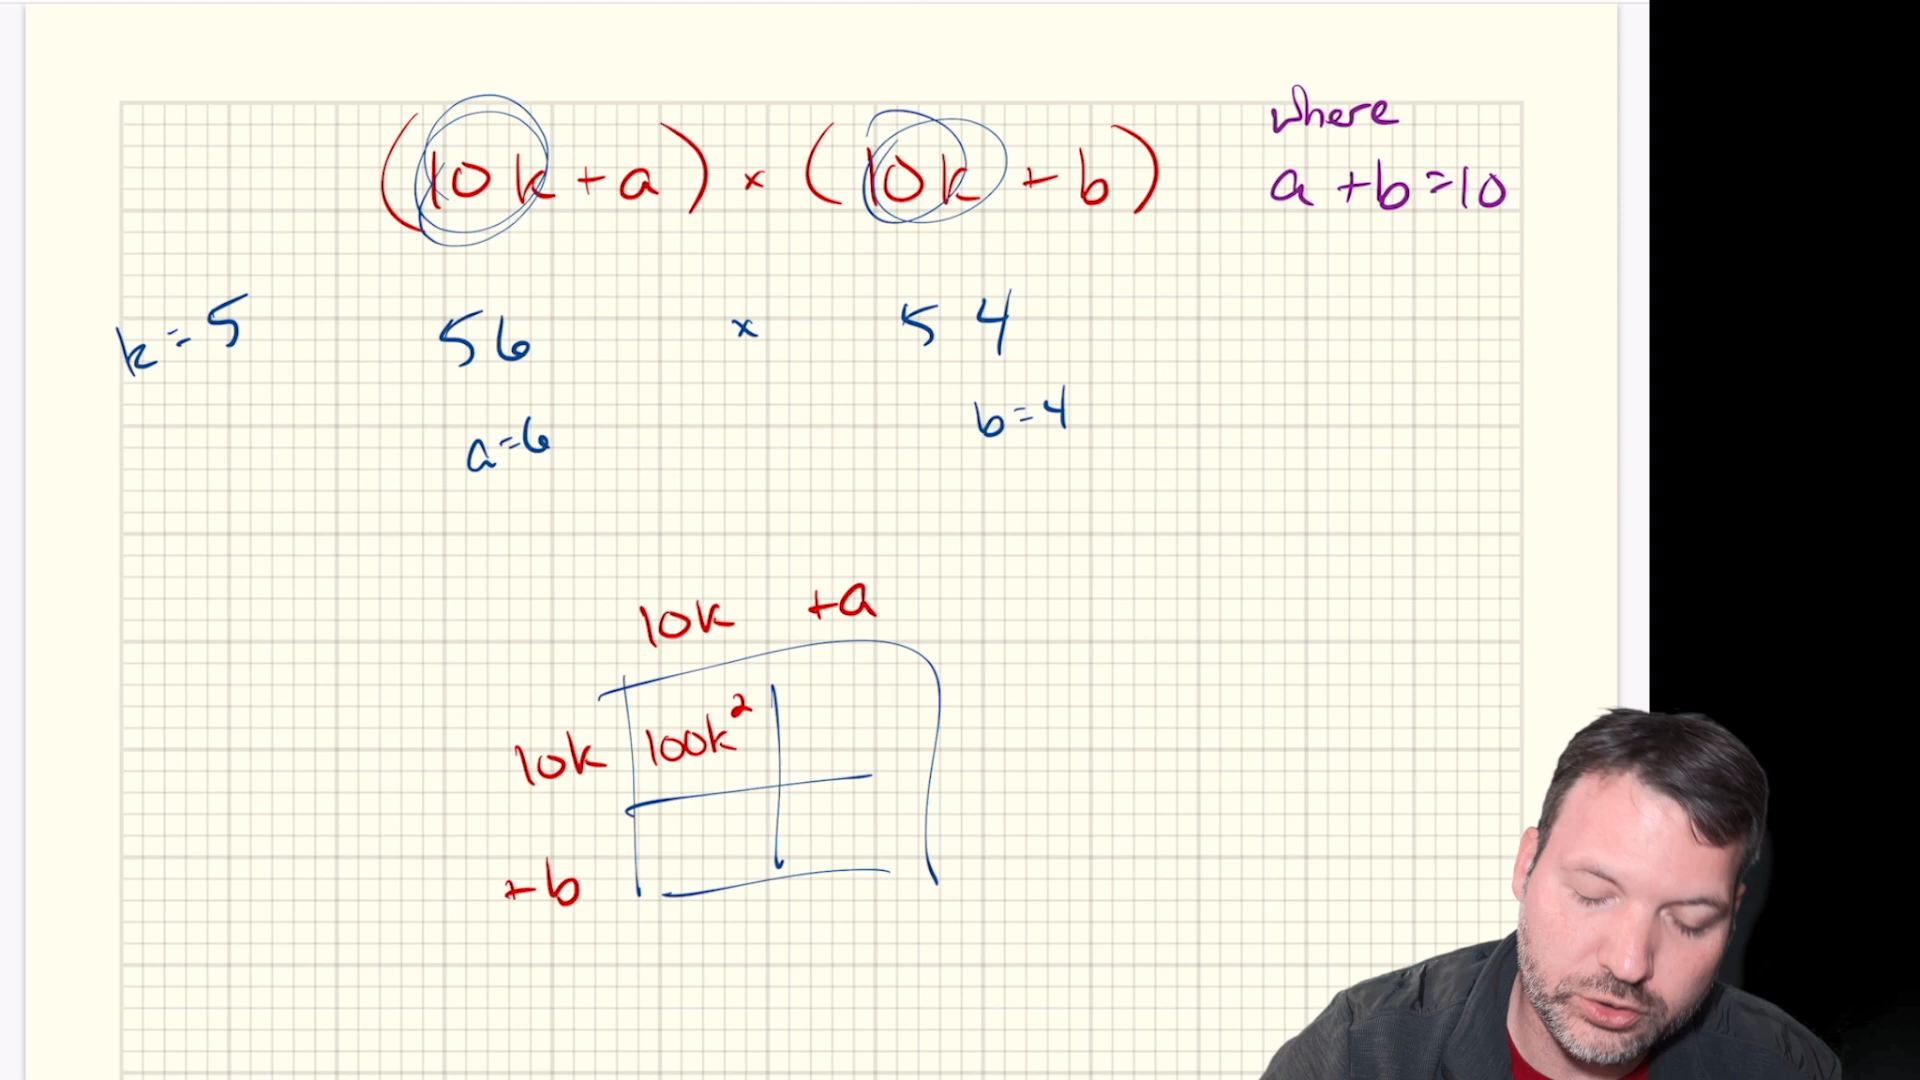 (10k + a) × (10k + b)
where
a + b = 10
k = 5
56 × 54
a = 6
b = 4
10k +a
10k
100k²
+b